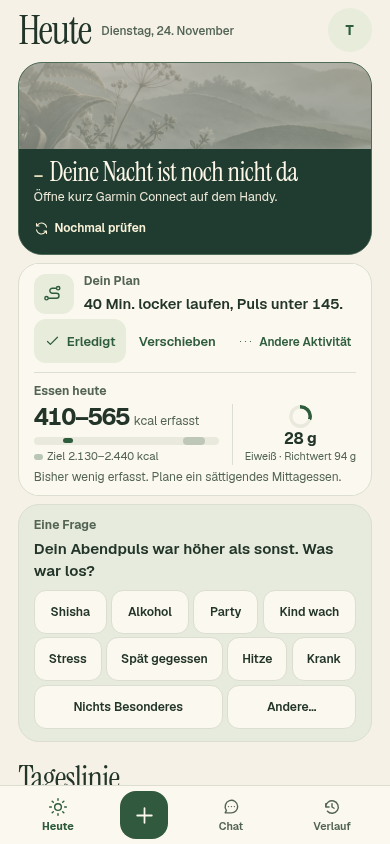 Heute Dienstag, 24. November T
– Deine Nacht ist noch nicht da
Öffne kurz Garmin Connect auf dem Handy.
Nochmal prüfen
Dein Plan
40 Min. locker laufen, Puls unter 145.
Erledigt Verschieben ··· Andere Aktivität
Essen heute
410–565 kcal erfasst
Ziel 2.130–2.440 kcal
28 g
Eiweiß · Richtwert 94 g
Bisher wenig erfasst. Plane ein sättigendes Mittagessen.
Eine Frage
Dein Abendpuls war höher als sonst. Was
war los?
Shisha Alkohol Party Kind wach
Stress Spät gegessen Hitze Krank
Nichts Besonderes Andere…
Tageslinie
Heute Chat Verlauf